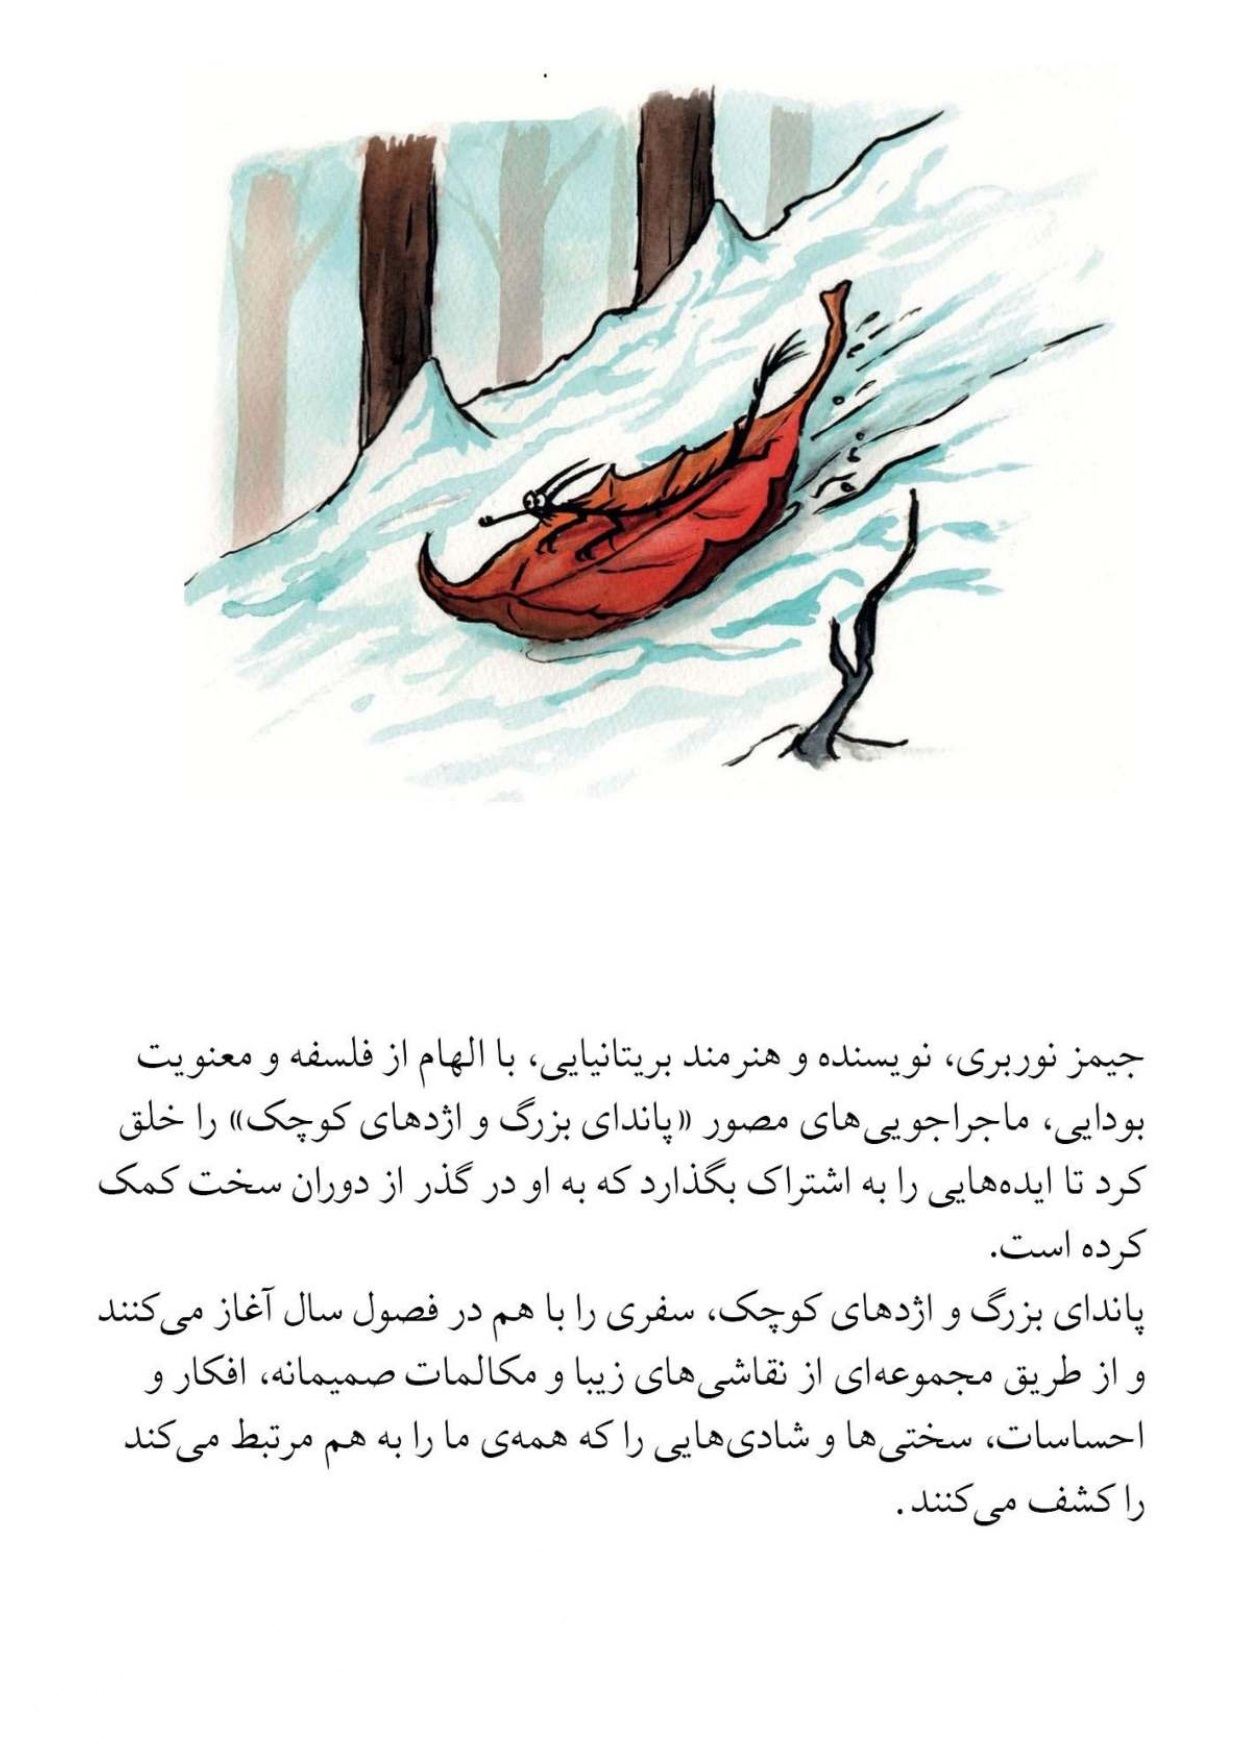 جیمز نوربری، نویسنده و هنرمند بریتانیایی، با الهام از فلسفه و معنویت
بودایی، ماجراجویی‌های مصور «پاندای بزرگ و اژدهای کوچک» را خلق
کرد تا ایده‌هایی را به اشتراک بگذارد که به او در گذر از دوران سخت کمک
کرده است.
پاندای بزرگ و اژدهای کوچک، سفری را با هم در فصول سال آغاز می‌کنند
و از طریق مجموعه‌ای از نقاشی‌های زیبا و مکالمات صمیمانه، افکار و
احساسات، سختی‌ها و شادی‌هایی را که همه‌ی ما را به هم مرتبط می‌کند
را کشف می‌کنند.